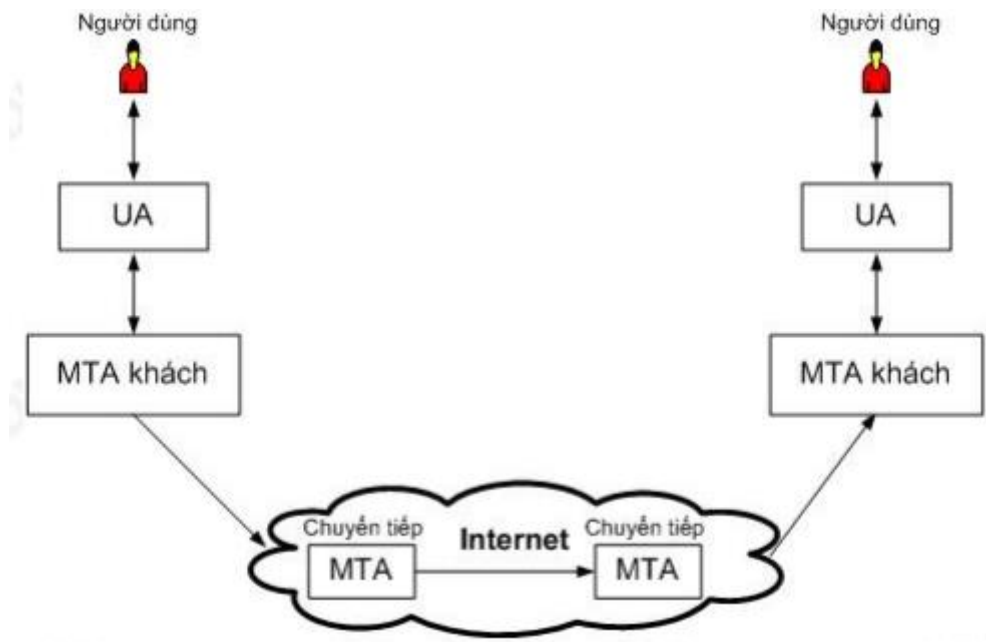 Người dùng
Người dùng
UA
UA
MTA khách
MTA khách
Chuyển tiếp
Internet
Chuyển tiếp
MTA
MTA